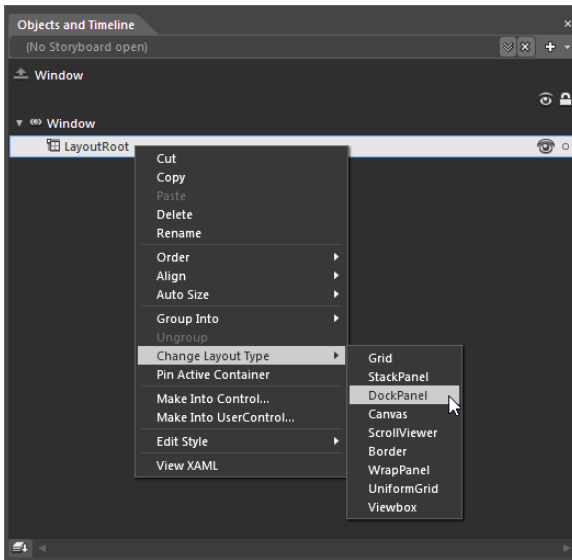 Objects and Timeline
(No Storyboard open)
Window
Window
LayoutRoot
Cut
Copy
Paste
Delete
Rename
Order
Align
Auto Size
Group Into
Ungroup
Change Layout Type
Pin Active Container
Make Into Control...
Make Into UserControl...
Edit Style
View XAML
Grid
StackPanel
DockPanel
Canvas
ScrollViewer
Border
WrapPanel
UniformGrid
Viewbox